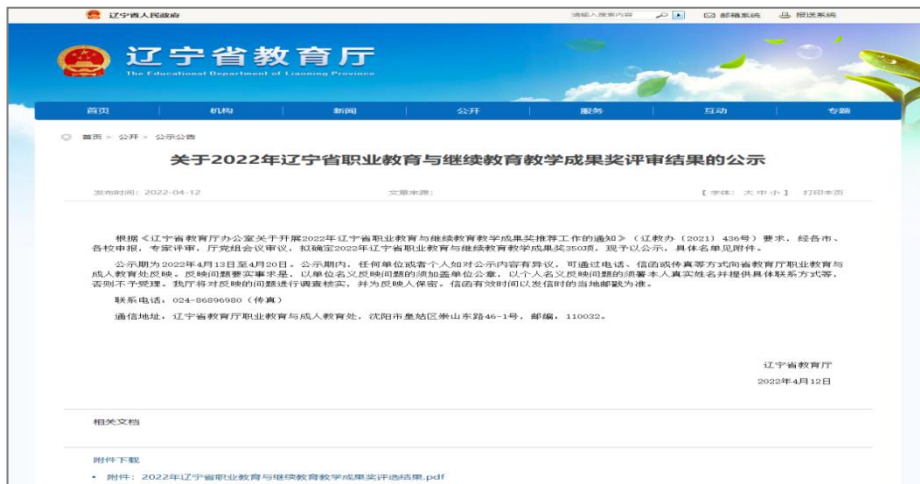 辽宁省人民政府 请输入搜索内容 邮箱系统 报送系统
辽宁省教育厅
The Educational Department of Liaoning Province
首页 机构 新闻 公开 服务 互动 专题
首页 > 公开 > 公示公告
关于2022年辽宁省职业教育与继续教育教学成果奖评审结果的公示
发布时间：2022-04-12 文章来源： 【 字体： 大 中 小 】 打印本页
根据《辽宁省教育厅办公室关于开展2022年辽宁省职业教育与继续教育教学成果奖推荐工作的通知》（辽教办〔2021〕436号）要求，经各市、
各校申报，专家评审，厅党组会议审议，拟确定2022年辽宁省职业教育与继续教育教学成果奖350项，现予以公示，具体名单见附件。
公示期为2022年4月13日至4月20日。公示期内，任何单位或者个人如对公示内容有异议，可通过电话、信函或传真等方式向省教育厅职业教育与
成人教育处反映。反映问题要实事求是，以单位名义反映问题的须加盖单位公章，以个人名义反映问题的须署本人真实姓名并提供具体联系方式等，
否则不予受理。我厅将对反映的问题进行调查核实，并为反映人保密。信函有效时间以发信时的当地邮戳为准。
联系电话：024-86896980（传真）
通信地址：辽宁省教育厅职业教育与成人教育处，沈阳市皇姑区崇山东路46-1号，邮编：110032。
辽宁省教育厅
2022年4月12日
相关文档
附件下载
• 附件：2022年辽宁省职业教育与继续教育教学成果奖评选结果.pdf